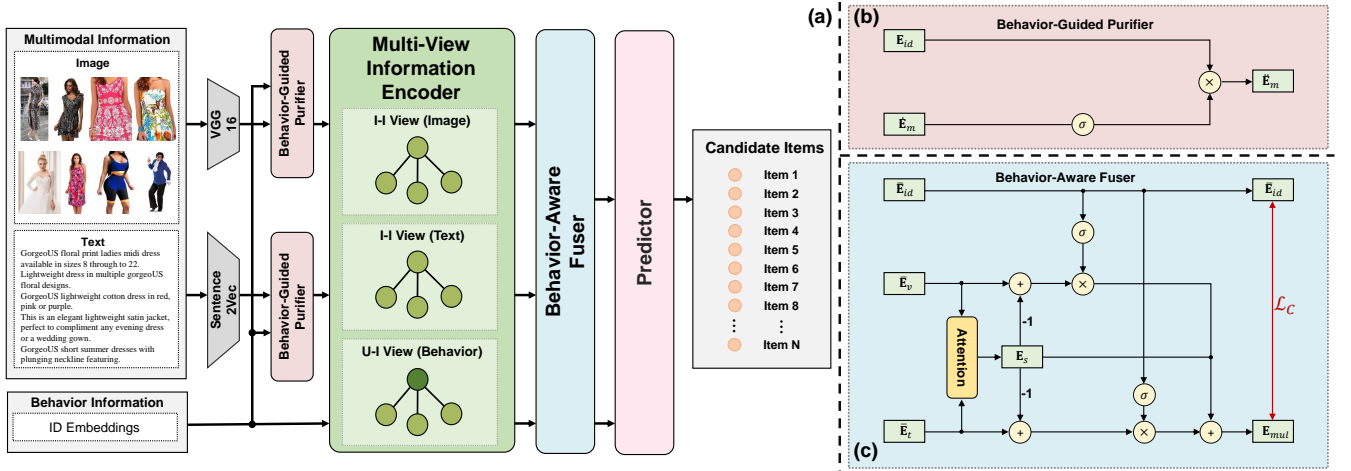 Multimodal Information
Image
Text
GorgeoUS floral print ladies midi dress
available in sizes 8 through to 22.
Lightweight dress in multiple gorgeoUS
floral designs.
GorgeoUS lightweight cotton dress in red,
pink or purple.
This is an elegant lightweight satin jacket,
perfect to compliment any evening dress
or a wedding gown.
GorgeoUS short summer dresses with
plunging neckline featuring.
Behavior Information
ID Embeddings
VGG
16
Sentence
2Vec
Behavior-Guided
Purifier
Behavior-Guided
Purifier
Multi-View
Information
Encoder
I-I View (Image)
I-I View (Text)
U-I View (Behavior)
Behavior-Aware
Fuser
Predictor
Candidate Items
Item 1
Item 2
Item 3
Item 4
Item 5
Item 6
Item 7
Item 8
⋮ ⋮
Item N
(a)
(b)
Behavior-Guided Purifier
E_id
×
Ë_m
Ė_m
σ
Behavior-Aware Fuser
Ē_id
Ē_id
σ
Ē_v
+
×
-1
Attention
E_s
ℒ_C
-1
σ
Ē_t
+
×
+
E_mul
(c)